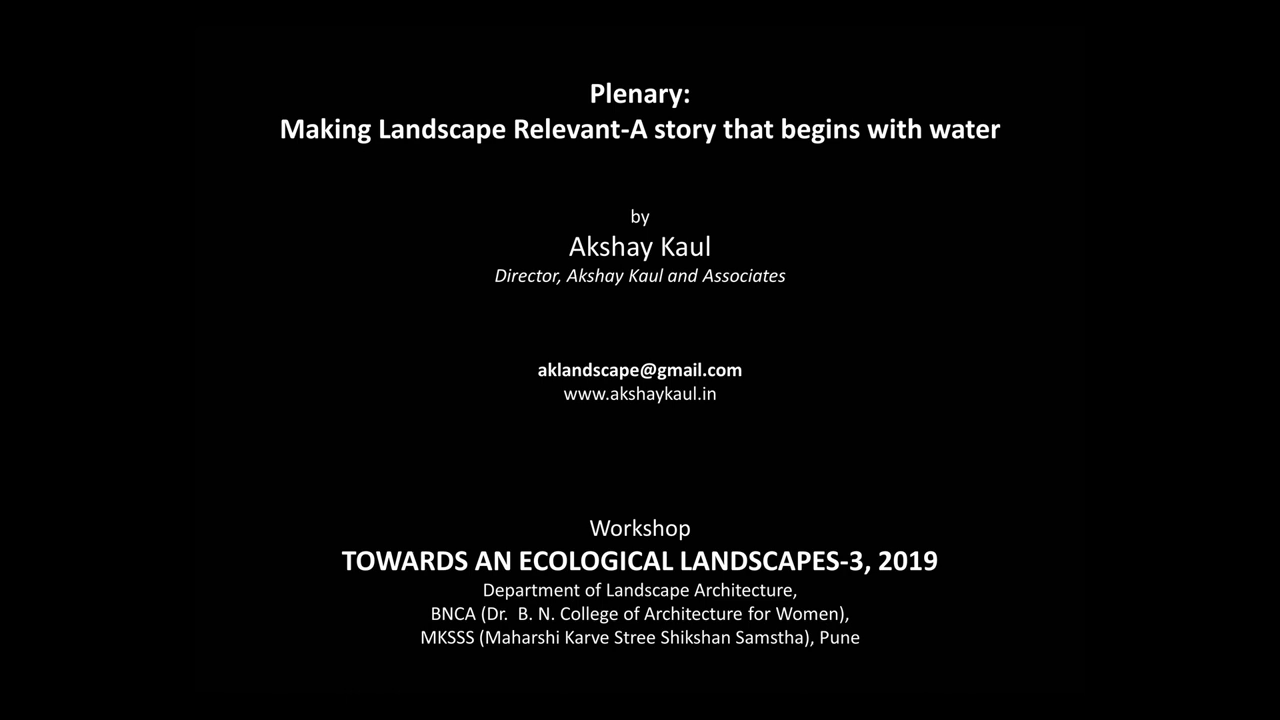 Plenary:
Making Landscape Relevant-A story that begins with water
by
Akshay Kaul
Director, Akshay Kaul and Associates
aklandscape@gmail.com
www.akshaykaul.in
Workshop
TOWARDS AN ECOLOGICAL LANDSCAPES-3, 2019
Department of Landscape Architecture,
BNCA (Dr. B. N. College of Architecture for Women),
MKSSS (Maharshi Karve Stree Shikshan Samstha), Pune